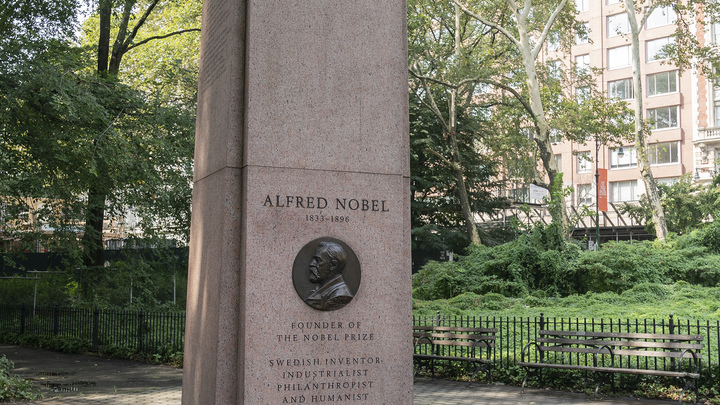 ALFRED NOBEL
1833–1896
FOUNDER OF
THE NOBEL PRIZE
SWEDISH INVENTOR
INDUSTRIALIST
PHILANTHROPIST
AND HUMANIST